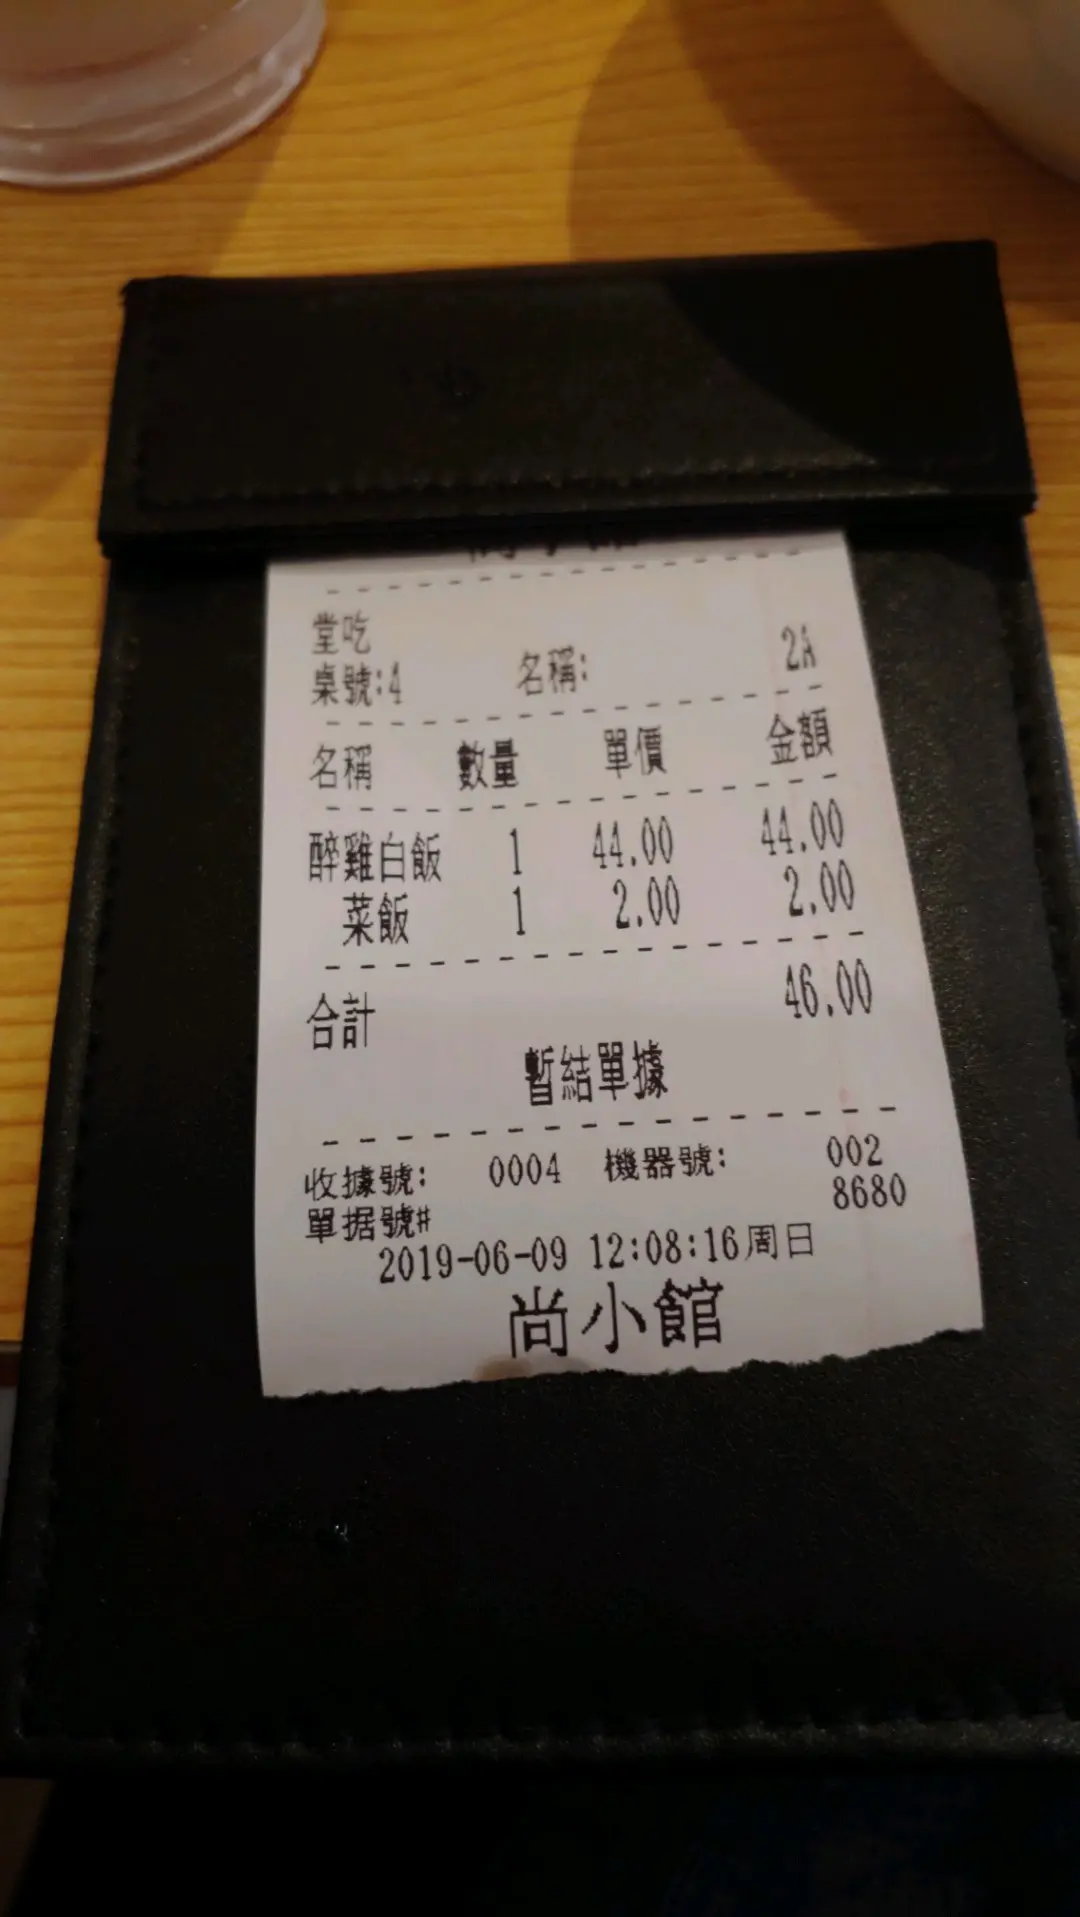 堂吃
桌號:4 名稱: 2A
名稱 數量 單價 金額
醉雞白飯 1 44.00 44.00
菜飯 1 2.00 2.00
合計 46.00
暫結單據
收據號: 0004 機器號: 002
單据號# 8680
2019-06-09 12:08:16周日
尚小館